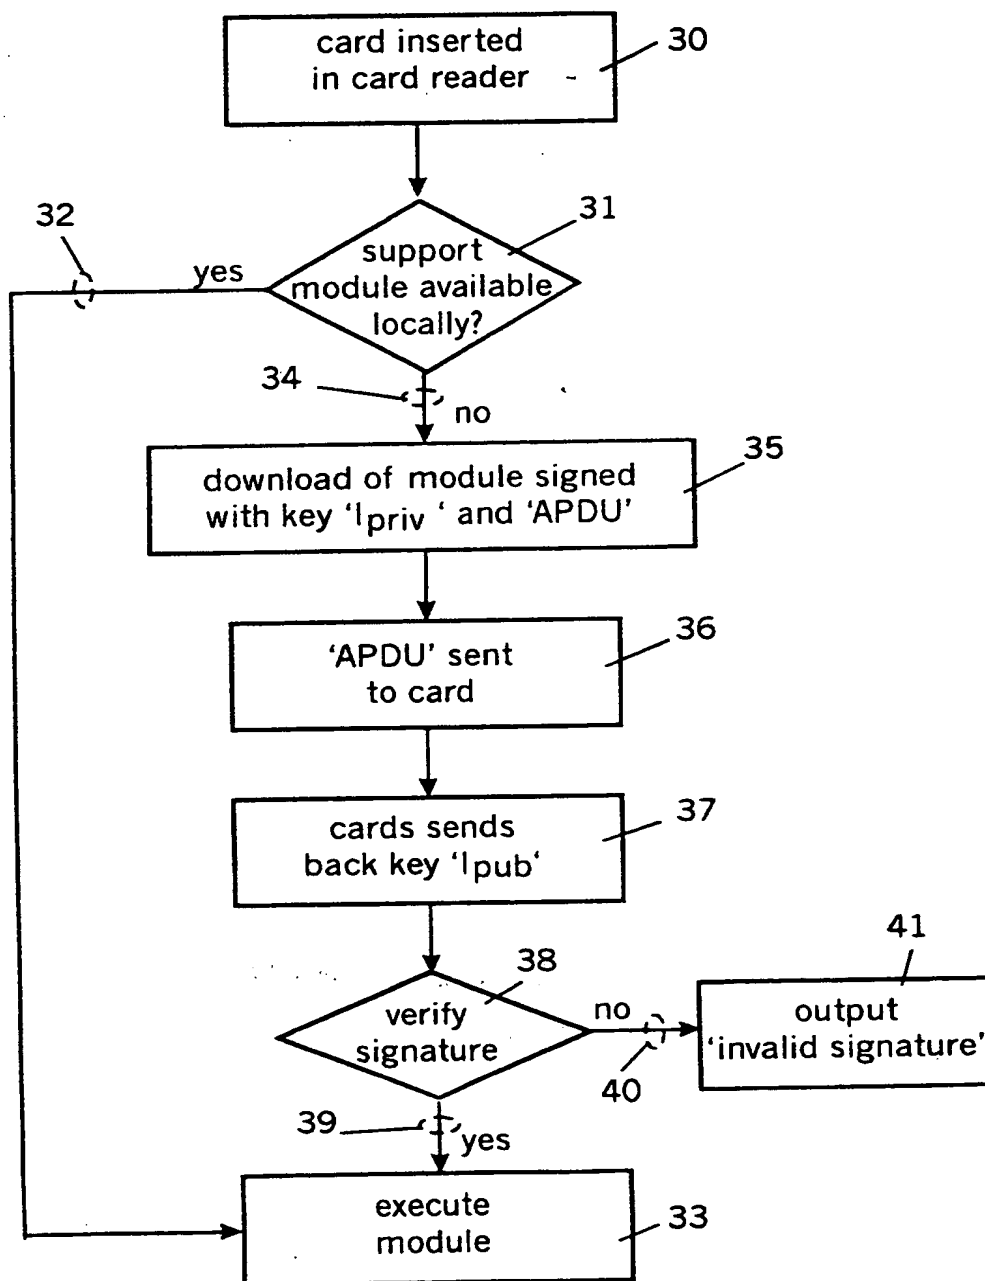 card inserted
in card reader
30
32
31
yes
support
module available
locally?
34
no
35
download of module signed
with key ‘Ipriv ‘ and ‘APDU’
36
‘APDU’ sent
to card
37
cards sends
back key ‘Ipub‘
38
verify
signature
no
40
41
output
‘invalid signature’
39
yes
execute
module
33